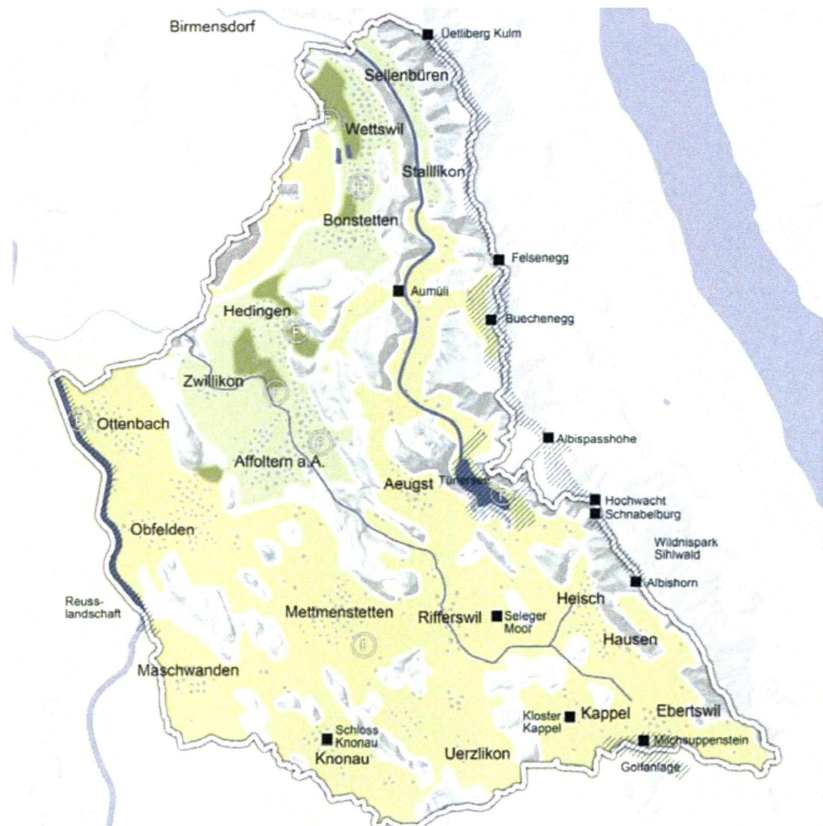 Birmensdorf
Üetliberg Kulm
Sellenbüren
Wettswil
Stalllikon
Bonstetten
Felsenegg
Aumüli
Hedingen
Buechenegg
Zwillikon
Ottenbach
Albispasshöhe
Affoltern a.A.
Aeugst
Türlersee
Hochwacht
Schnabelburg
Obfelden
Wildnispark
Sihlwald
Albishorn
Reuss-
landschaft
Mettmenstetten
Rifferswil
Seleger
Moor
Heisch
Hausen
Maschwanden
Kloster
Kappel
Kappel
Ebertswil
Schloss
Knonau
Knonau
Uerzlikon
Milchsuppenstein
Golfanlage